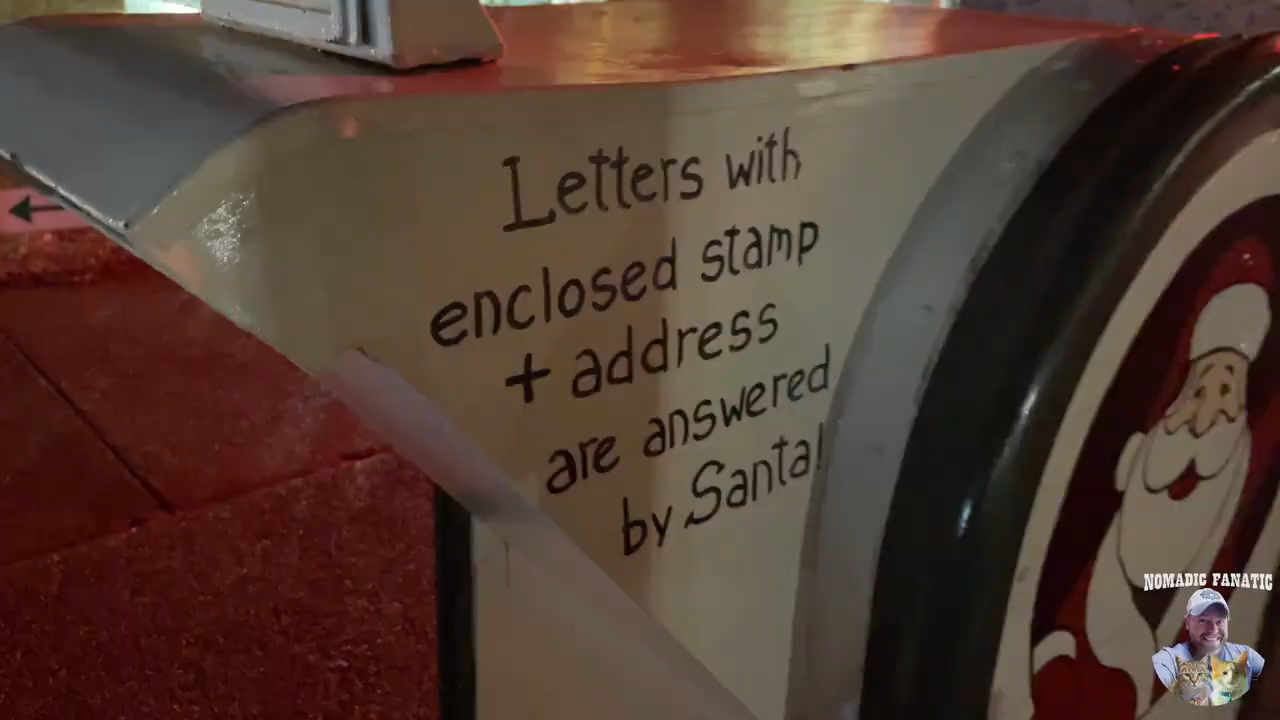 Letters with
enclosed stamp
+ address
are answered
by Santa!
NOMADIC FANATIC